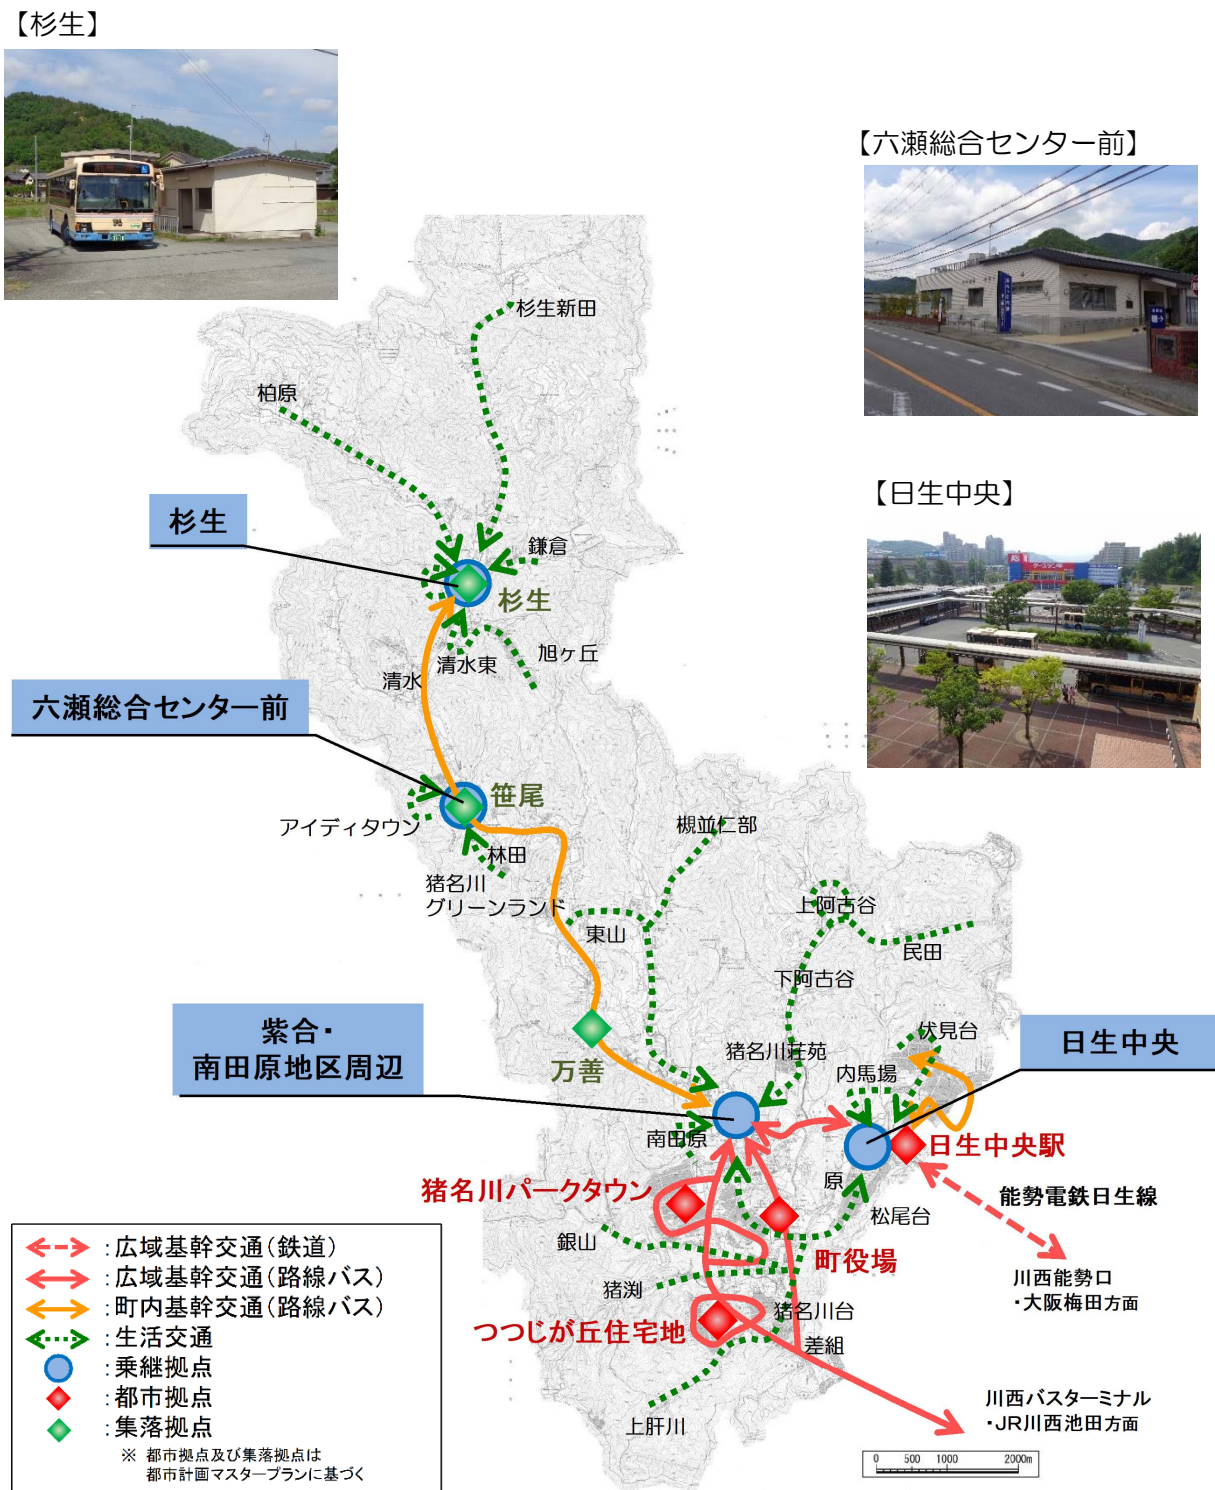 【杉生】
【六瀬総合センター前】
杉生新田
柏原
【日生中央】
杉生
鎌倉
杉生
旭ヶ丘
清水東
清水
六瀬総合センター前
笹尾
アイディタウン
槻並仁部
林田
猪名川
グリーンランド
上阿古谷
東山
民田
下阿古谷
紫合・
南田原地区周辺
伏見台
日生中央
猪名川荘苑
万善
内馬場
南田原
日生中央駅
原
猪名川パークタウン
能勢電鉄日生線
松尾台
銀山
町役場
：広域基幹交通（鉄道）
：広域基幹交通（路線バス）
：町内基幹交通（路線バス）
：生活交通
：乗継拠点
：都市拠点
：集落拠点
※ 都市拠点及び集落拠点は
都市計画マスタープランに基づく
猪渕
川西能勢口
・大阪梅田方面
猪名川台
つつじが丘住宅地
差組
川西バスターミナル
・JR川西池田方面
上肝川
0 500 1000 2000m